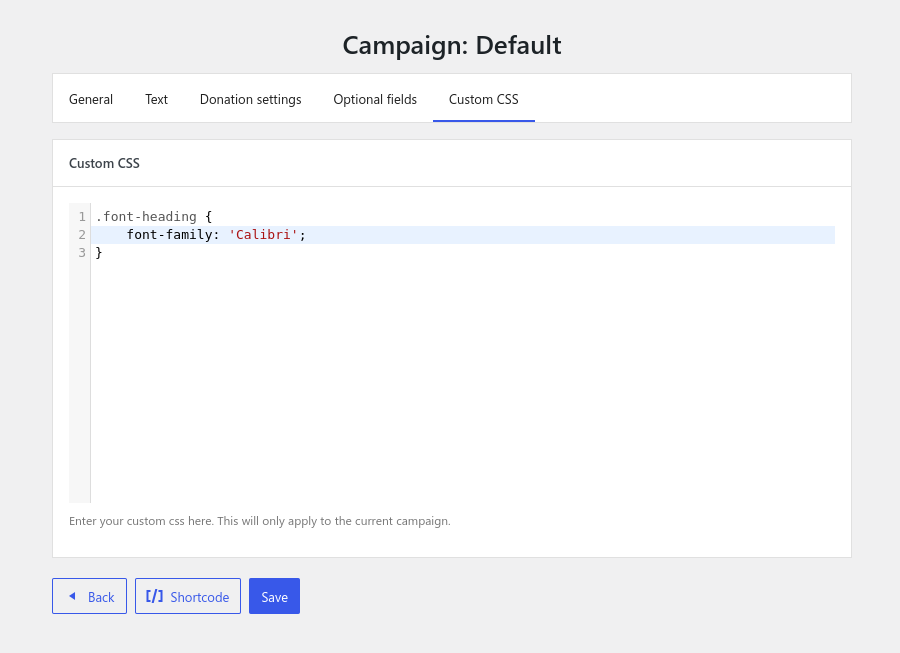 Campaign: Default
General Text Donation settings Optional fields Custom CSS
Custom CSS
1 .font-heading {
2     font-family: 'Calibri';
3 }
Enter your custom css here. This will only apply to the current campaign.
Back [/] Shortcode Save